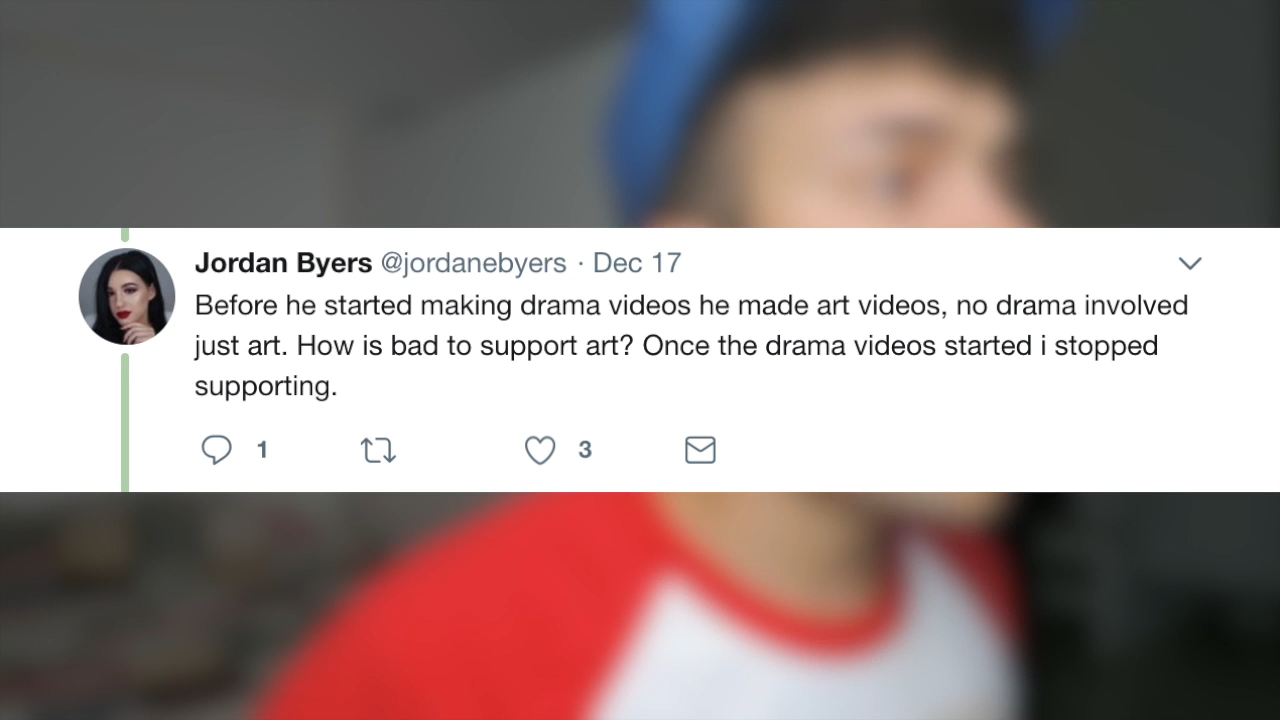 Jordan Byers @jordanebyers · Dec 17
Before he started making drama videos he made art videos, no drama involved
just art. How is bad to support art? Once the drama videos started i stopped
supporting.
1 3